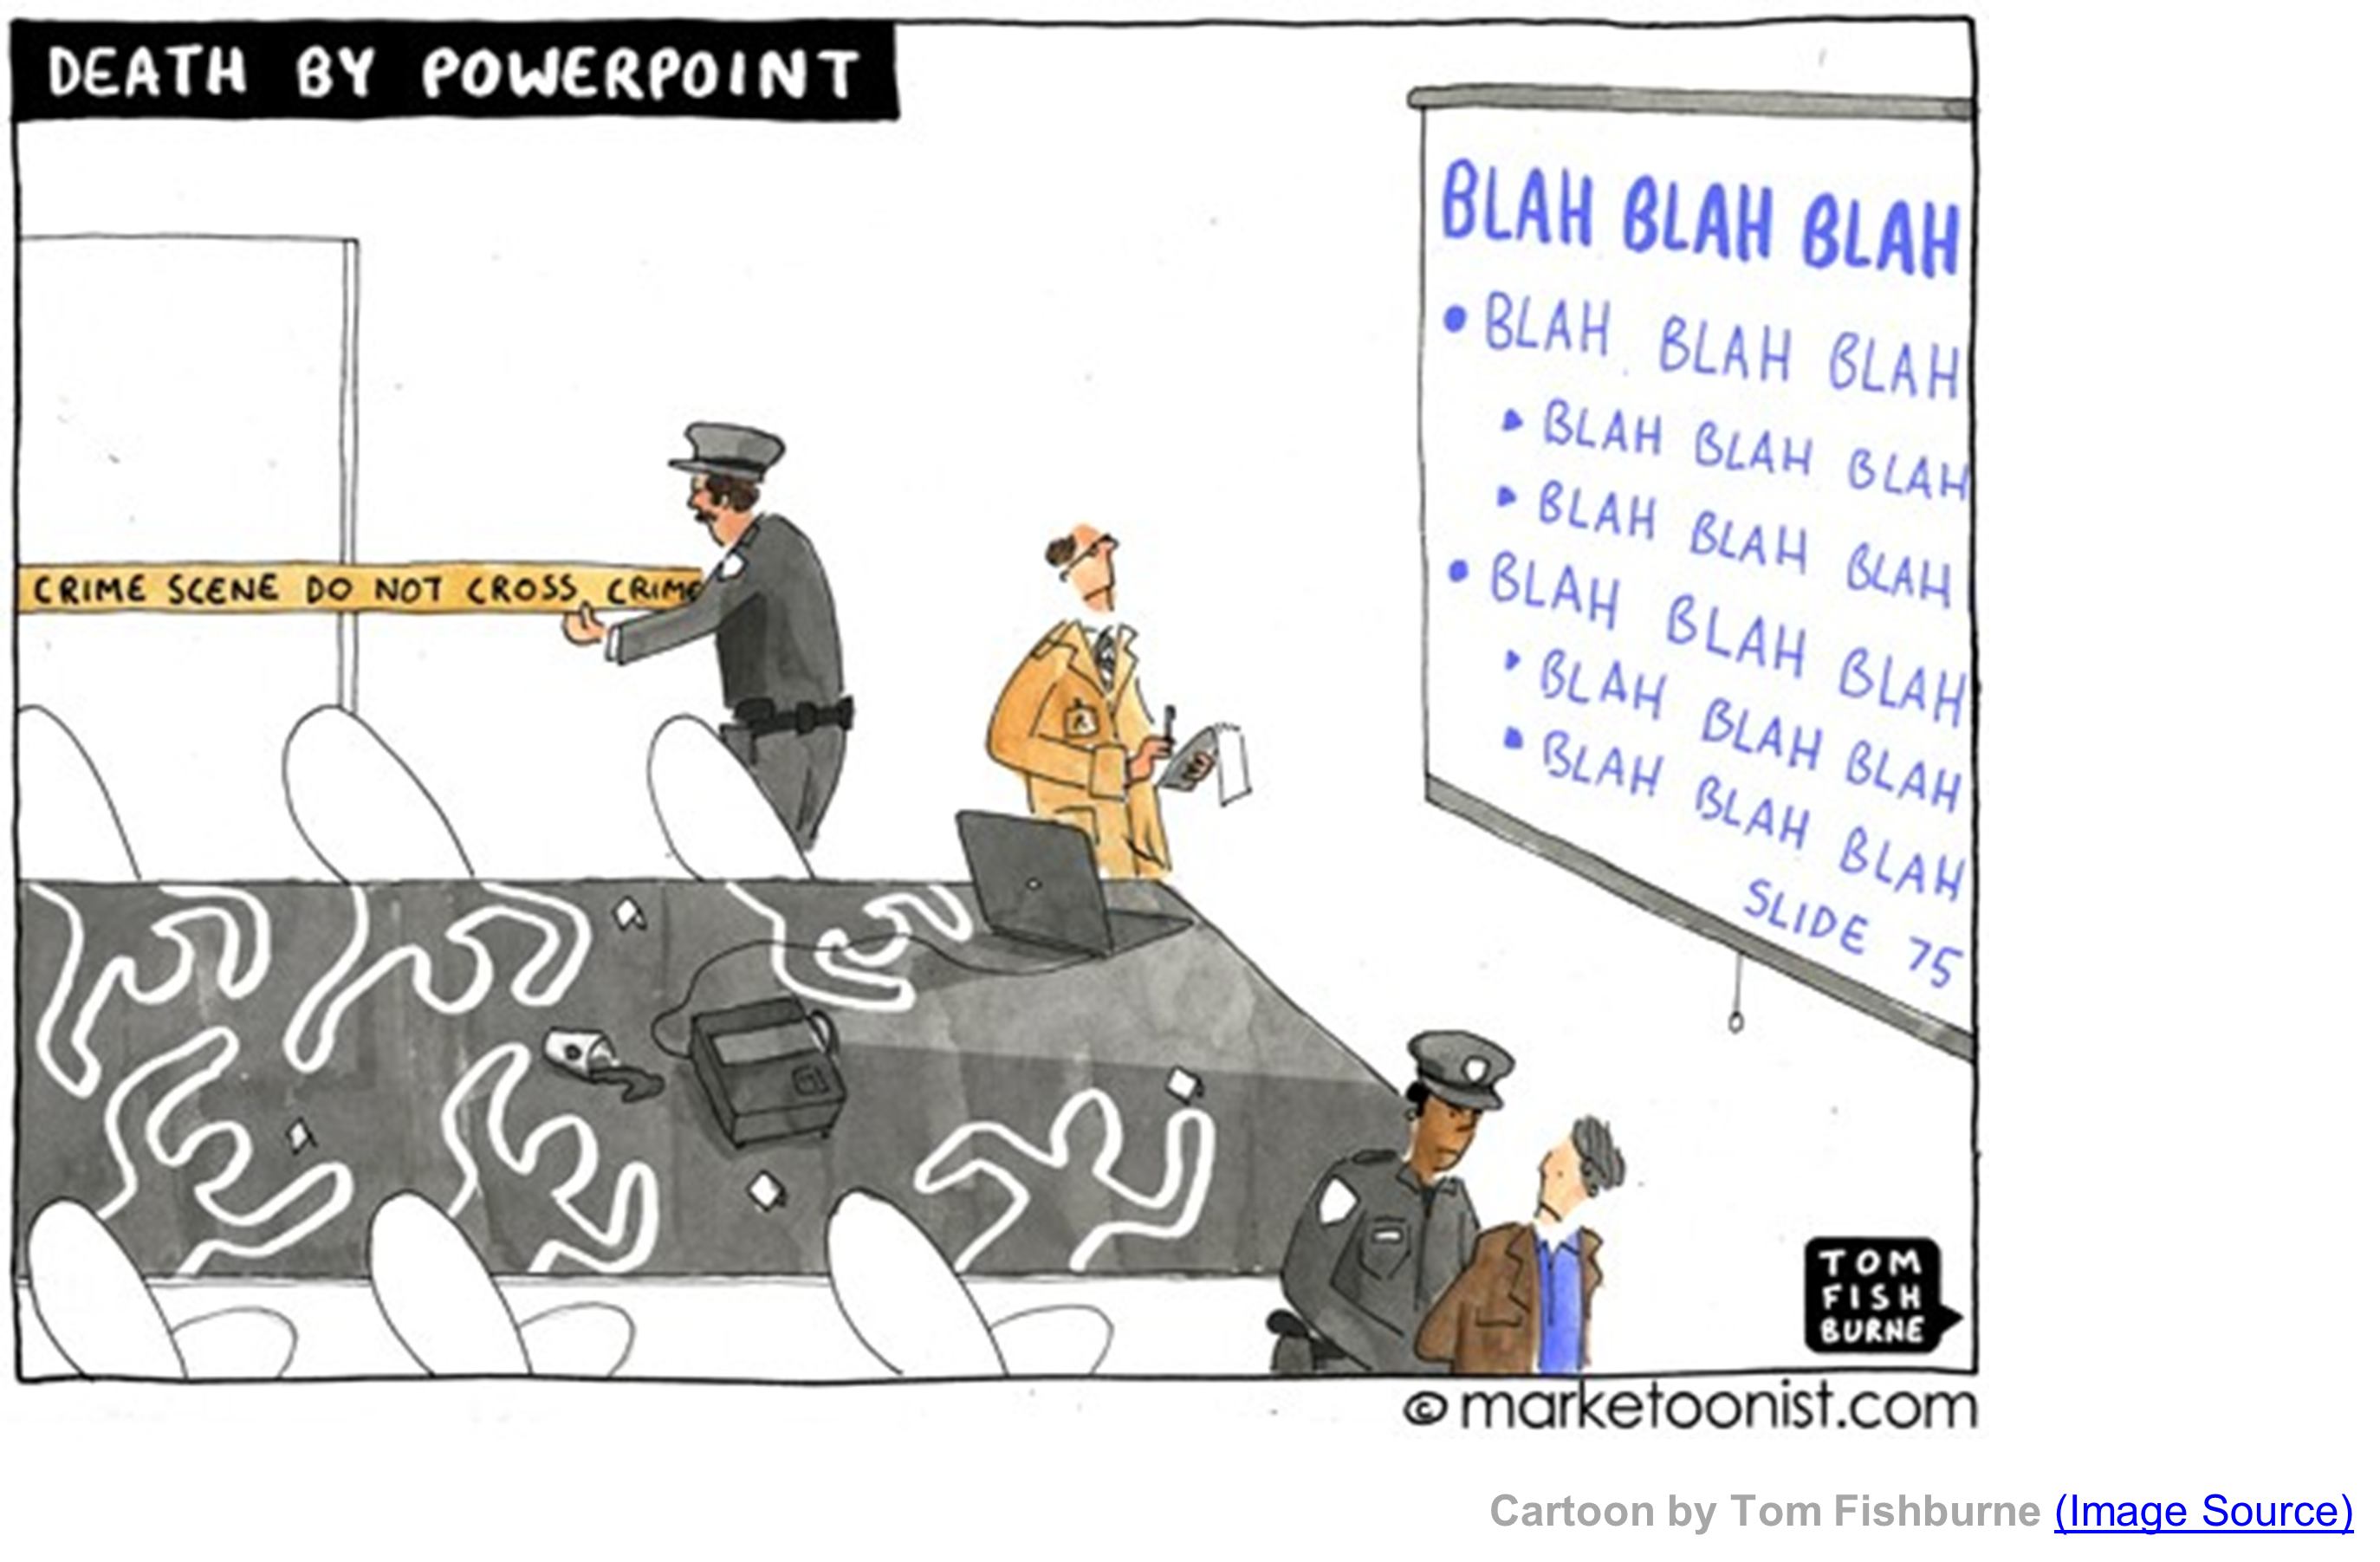 DEATH BY POWERPOINT
BLAH BLAH BLAH
• BLAH BLAH BLAH
▸ BLAH BLAH BLAH
▸ BLAH BLAH BLAH
• BLAH BLAH BLAH
▸ BLAH BLAH BLAH
▸ BLAH BLAH BLAH
SLIDE 75
CRIME SCENE DO NOT CROSS CRIME
TOM
FISH
BURNE
© marketoonist.com
Cartoon by Tom Fishburne (Image Source)